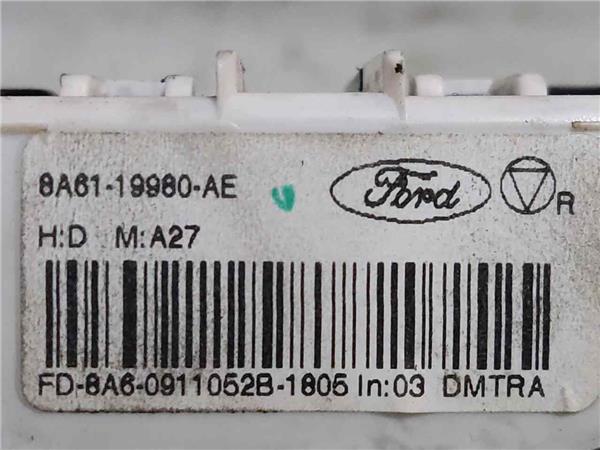 8A61-19980-AE
Ford
R
H:D M:A27
FD-8A6-0911052B-1805 In:03 DMTRA